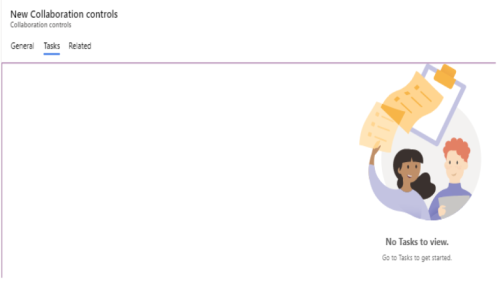 New Collaboration controls
Collaboration controls
General Tasks Related
No Tasks to view.
Go to Tasks to get started.